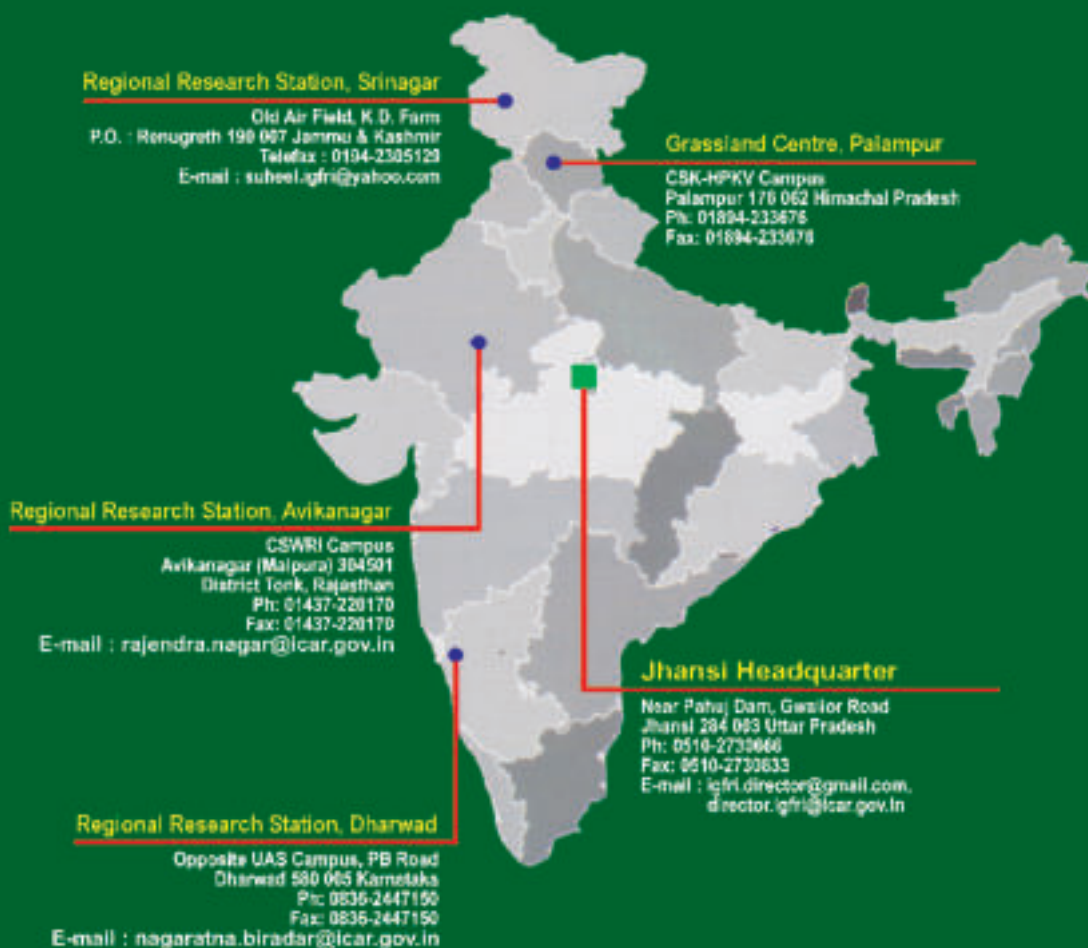 Regional Research Station, Srinagar
Old Air Field, K.D. Farm
P.O. : Renugreth 190 007 Jammu & Kashmir
Telefax : 0194-2305129
E-mail : suheel.igfri@yahoo.com
Grassland Centre, Palampur
CSK-HPKV Campus
Palampur 176 062 Himachal Pradesh
Ph: 01894-233676
Fax: 01894-233676
Regional Research Station, Avikanagar
CSWRI Campus
Avikanagar (Malpura) 304501
District Tonk, Rajasthan
Ph: 01437-220170
Fax: 01437-220170
E-mail : rajendra.nagar@icar.gov.in
Jhansi Headquarter
Near Pahuj Dam, Gwalior Road
Jhansi 284 003 Uttar Pradesh
Ph: 0510-2730666
Fax: 0510-2730833
E-mail : igfri.director@gmail.com,
director.igfri@icar.gov.in
Regional Research Station, Dharwad
Opposite UAS Campus, PB Road
Dharwad 580 005 Karnataka
Ph: 0836-2447150
Fax: 0836-2447150
E-mail : nagaratna.biradar@icar.gov.in